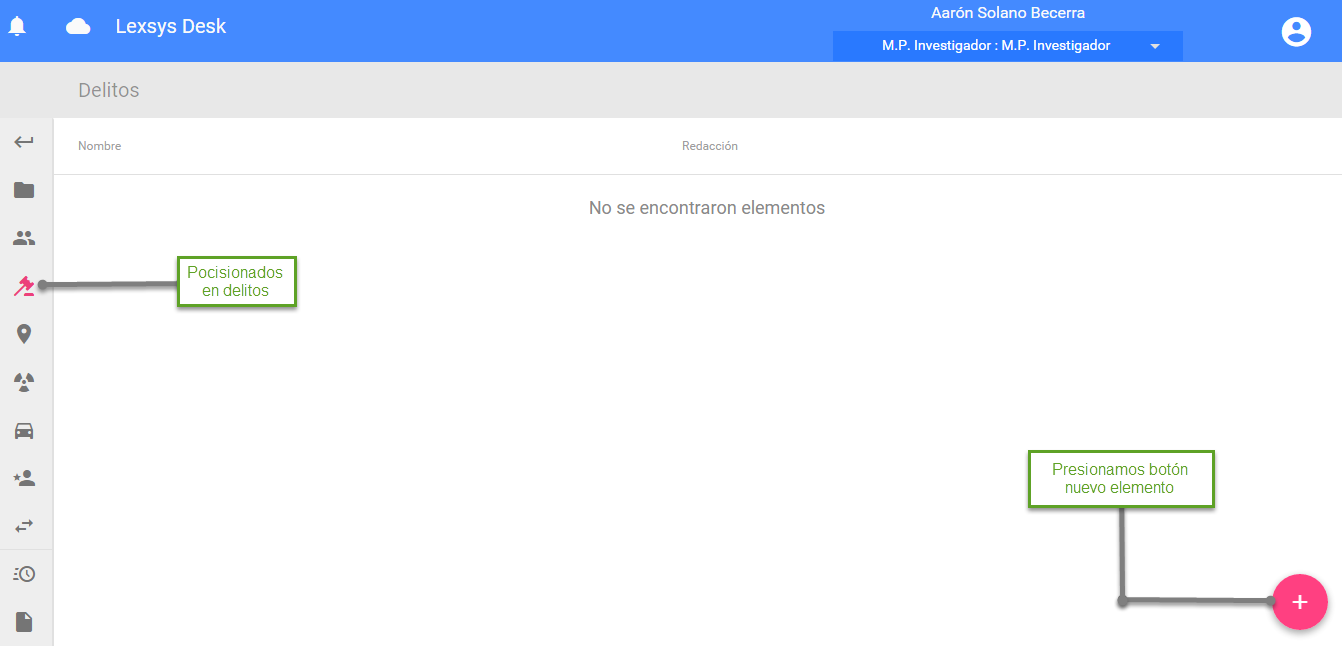 Aarón Solano Becerra
Lexsys Desk
M.P. Investigador : M.P. Investigador
Delitos
Nombre
Redacción
No se encontraron elementos
Pocisionados
en delitos
Presionamos botón
nuevo elemento